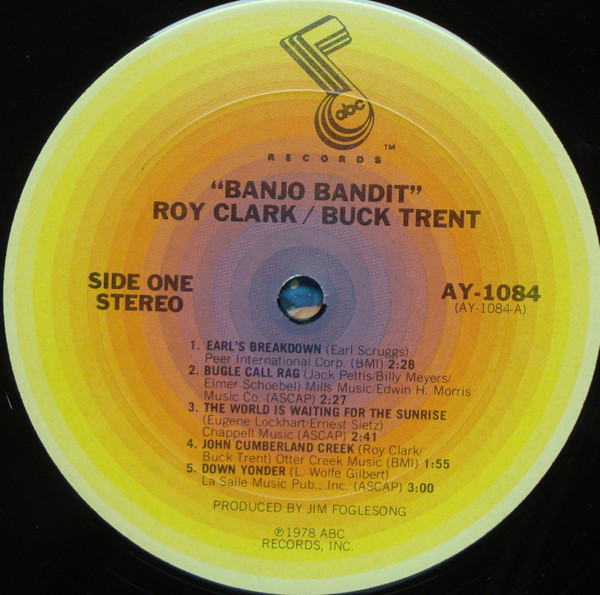 abc
™
RECORDS
“BANJO BANDIT”
ROY CLARK / BUCK TRENT
SIDE ONE
STEREO
AY-1084
(AY-1084-A)
1. EARL'S BREAKDOWN (Earl Scruggs)
Peer International Corp. (BMI) 2:28
2. BUGLE CALL RAG (Jack Pettis/Billy Meyers/
Elmer Schoebel) Mills Music/Edwin H. Morris
Music Co. (ASCAP) 2:27
3. THE WORLD IS WAITING FOR THE SUNRISE
(Eugene Lockhart/Ernest Sietz)
Chappell Music (ASCAP) 2:41
4. JOHN CUMBERLAND CREEK (Roy Clark/
Buck Trent) Otter Creek Music (BMI) 1:55
5. DOWN YONDER (L. Wolfe Gilbert)
La Salle Music Pub., Inc. (ASCAP) 3:00
PRODUCED BY JIM FOGLESONG
℗ 1978 ABC
RECORDS, INC.